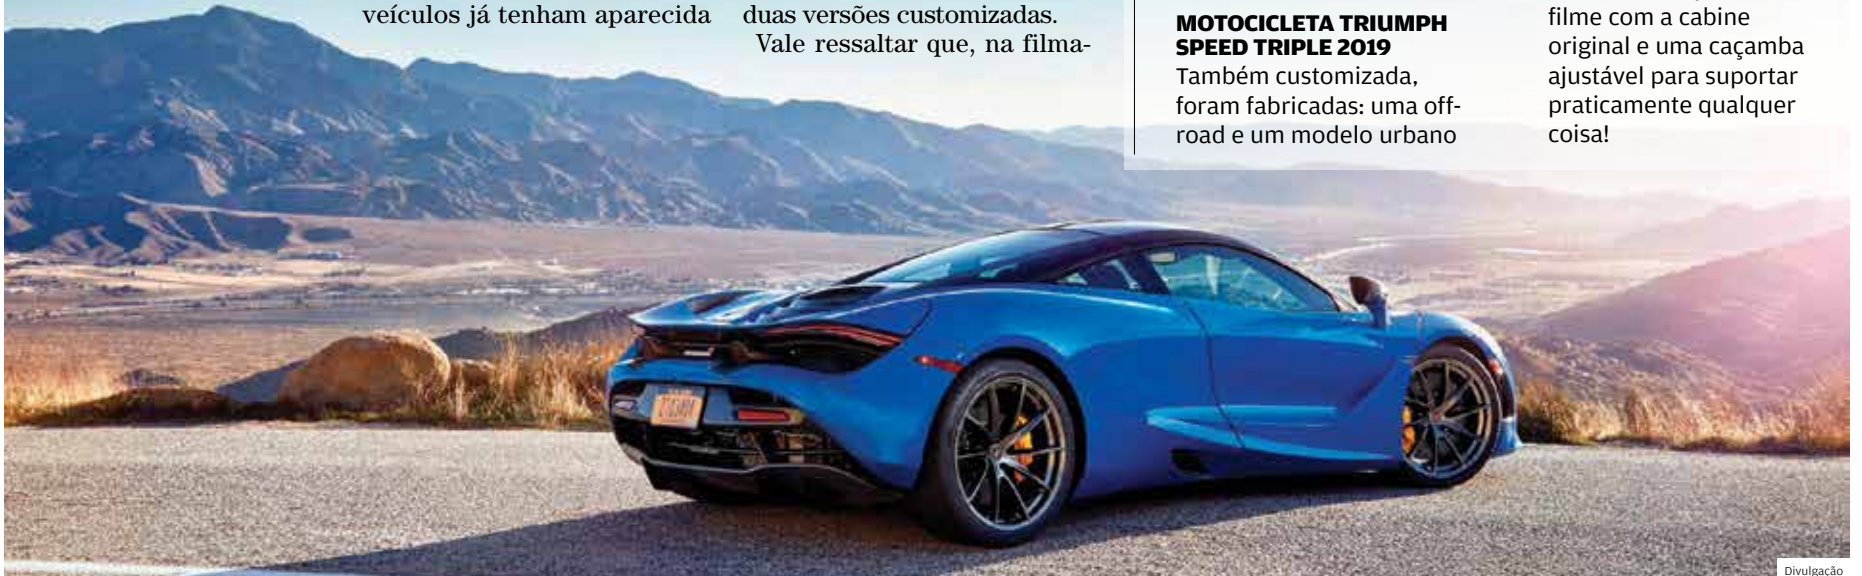 veículos já tenham aparecida
duas versões customizadas.
Vale ressaltar que, na filma-
MOTOCICLETA TRIUMPH
SPEED TRIPLE 2019
Também customizada,
foram fabricadas: uma off-
road e um modelo urbano
filme com a cabine
original e uma caçamba
ajustável para suportar
praticamente qualquer
coisa!
Divulgação